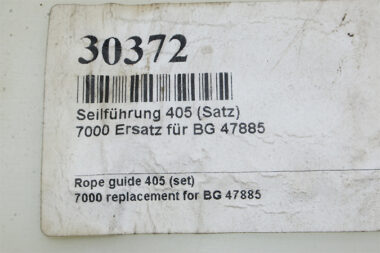 30372
Seilführung 405 (Satz)
7000 Ersatz für BG 47885
Rope guide 405 (set)
7000 replacement for BG 47885